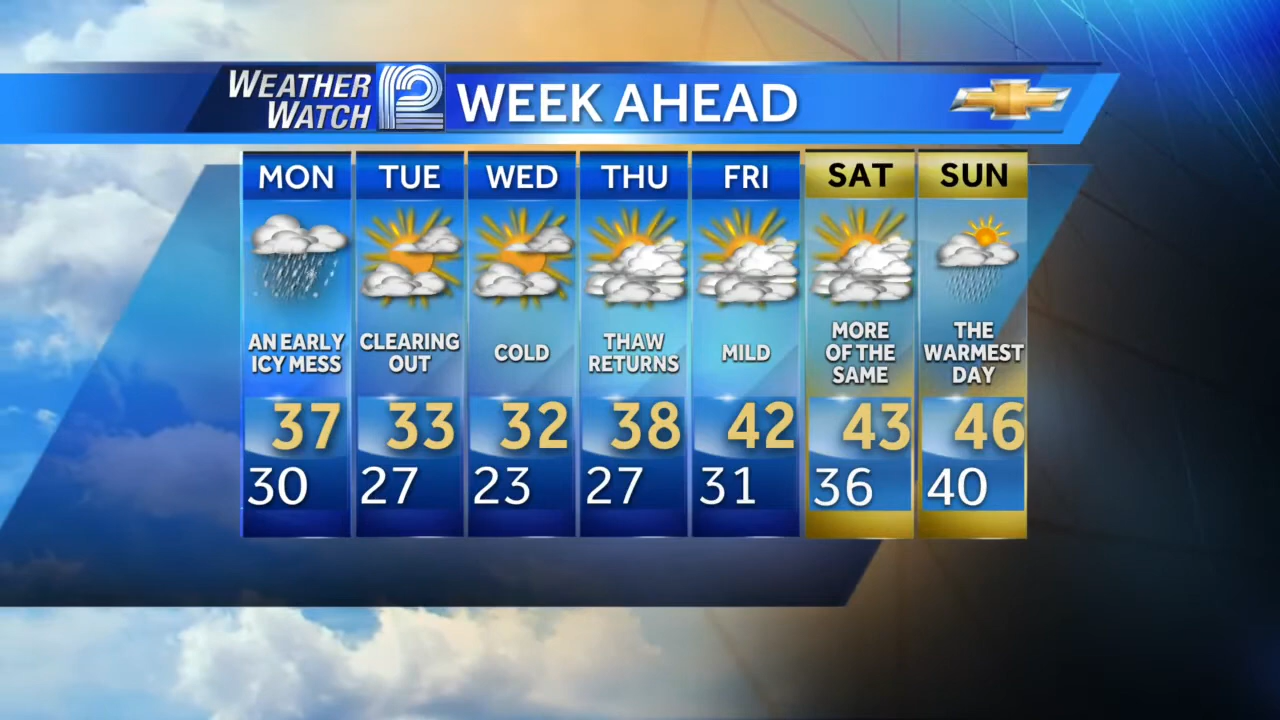 WEATHER
WATCH 12
WEEK AHEAD
MON TUE WED THU FRI SAT SUN
AN EARLY
ICY MESS
CLEARING
OUT
COLD
THAW
RETURNS
MILD
MORE
OF THE
SAME
THE
WARMEST
DAY
37 33 32 38 42 43 46
30 27 23 27 31 36 40